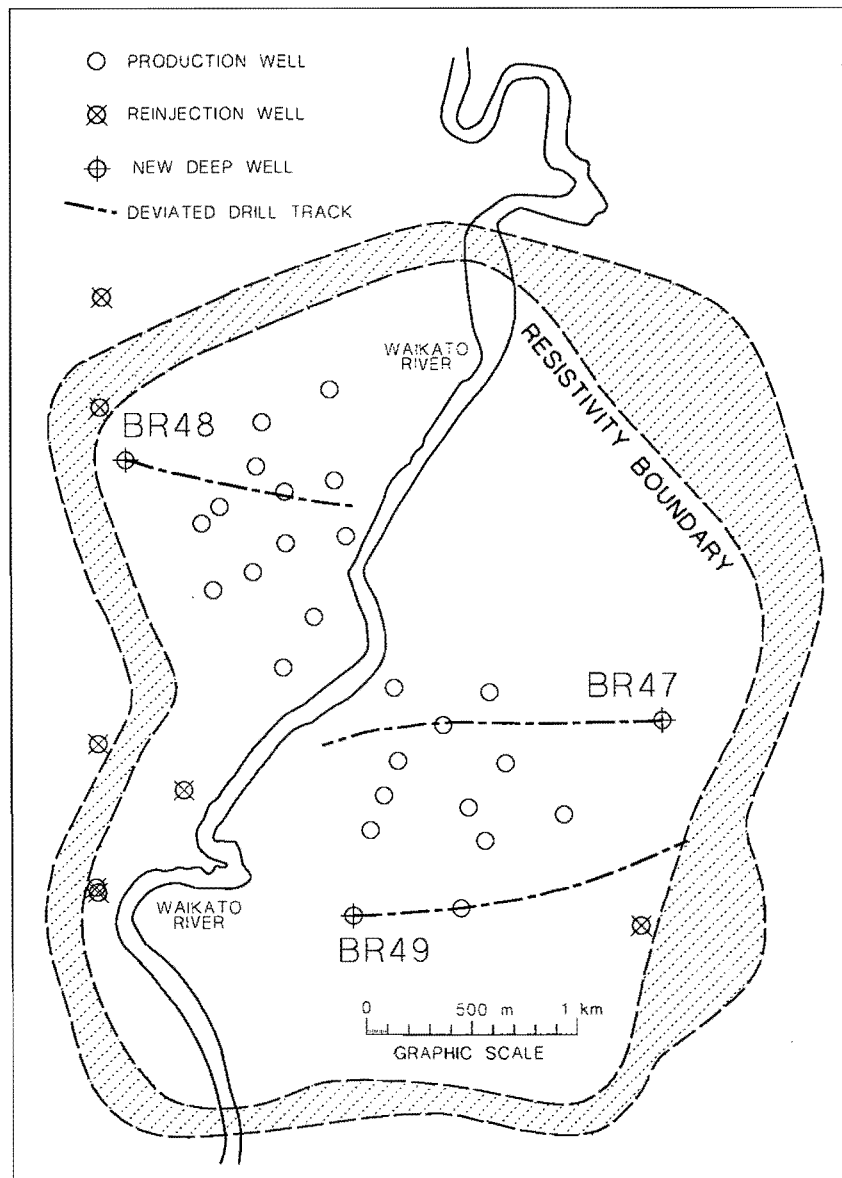 PRODUCTION WELL
REINJECTION WELL
NEW DEEP WELL
DEVIATED DRILL TRACK
WAIKATO
RIVER
RESISTIVITY BOUNDARY
BR48
BR47
WAIKATO
RIVER
BR49
0 500 m 1 km
GRAPHIC SCALE